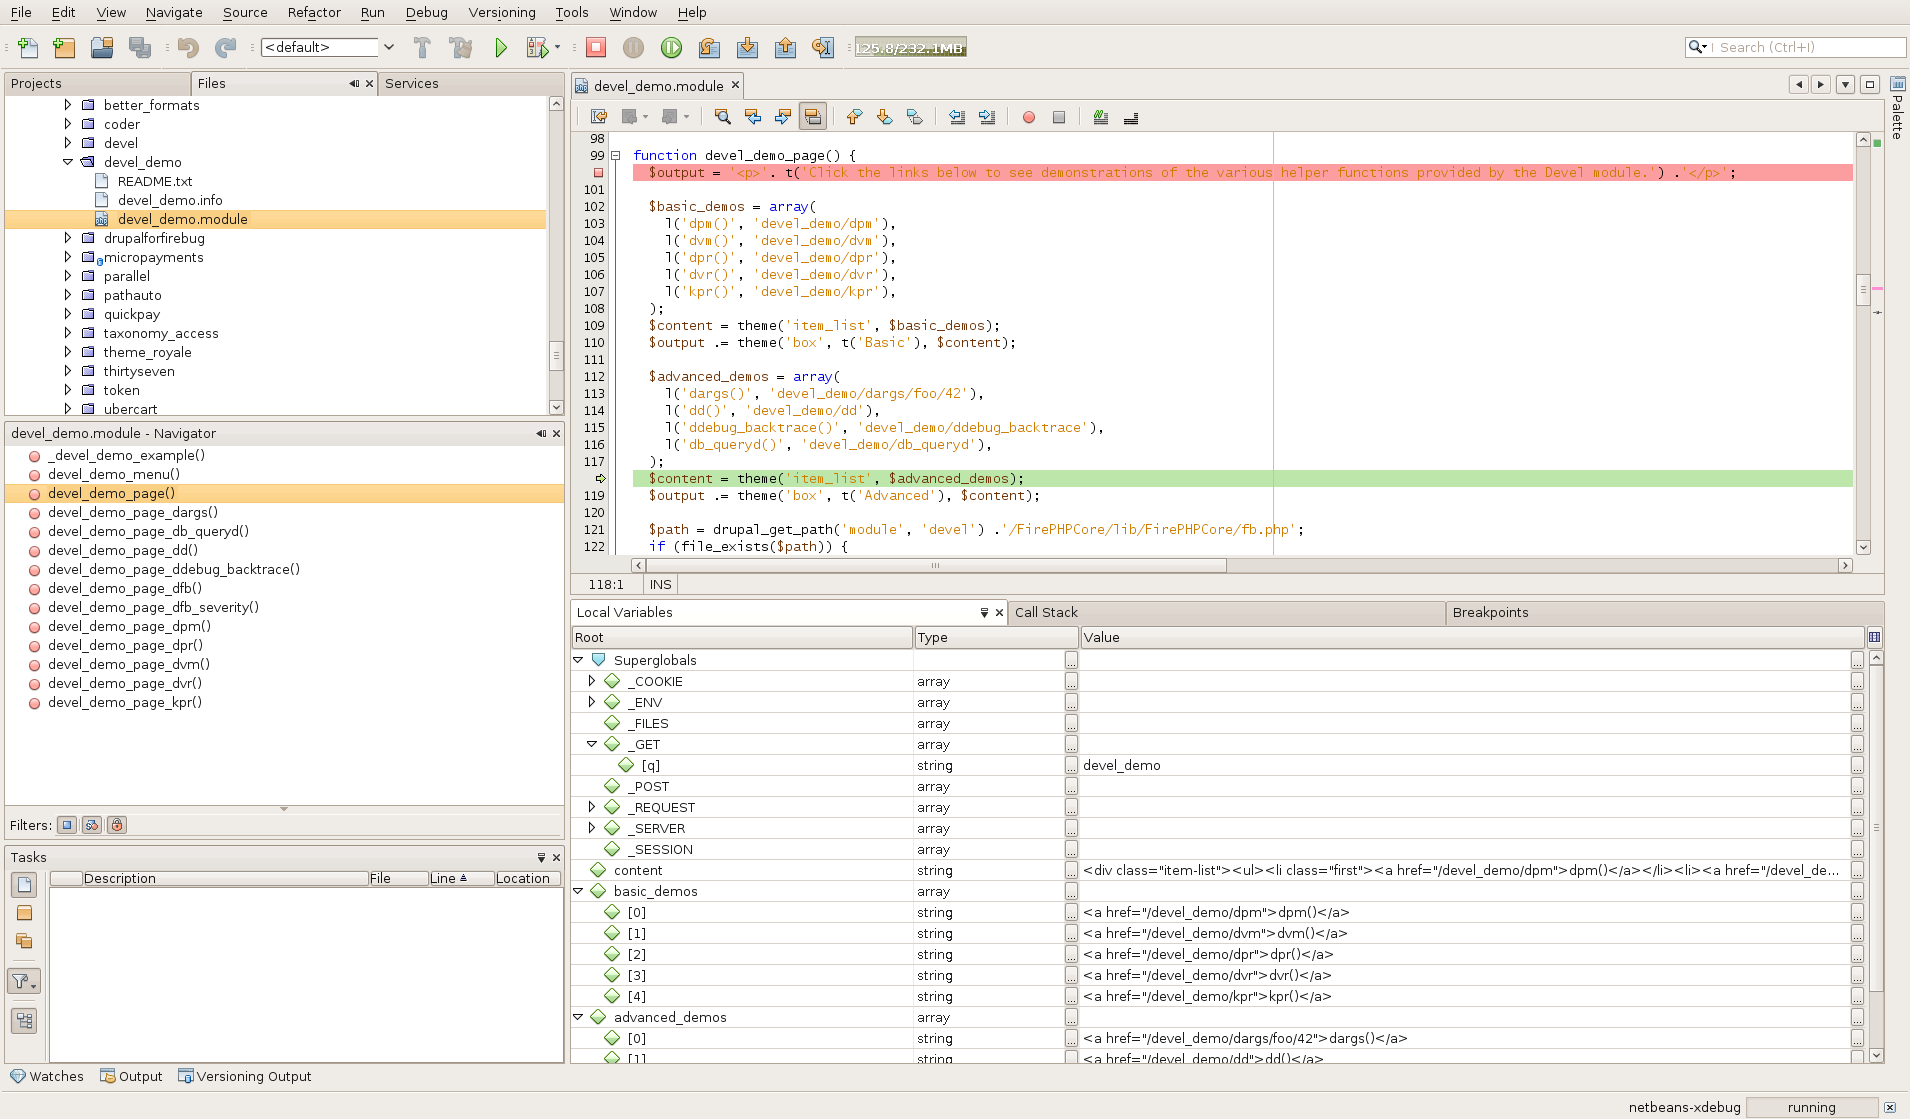 File Edit View Navigate Source Refactor Run Debug Versioning Tools Window Help
<default>
125.8/232.1MB
Search (Ctrl+I)
Projects Files Services
better_formats
coder
devel
devel_demo
README.txt
devel_demo.info
devel_demo.module
drupalforfirebug
micropayments
parallel
pathauto
quickpay
taxonomy_access
theme_royale
thirtyseven
token
ubercart
devel_demo.module - Navigator
_devel_demo_example()
devel_demo_menu()
devel_demo_page()
devel_demo_page_dargs()
devel_demo_page_db_queryd()
devel_demo_page_dd()
devel_demo_page_ddebug_backtrace()
devel_demo_page_dfb()
devel_demo_page_dfb_severity()
devel_demo_page_dpm()
devel_demo_page_dpr()
devel_demo_page_dvm()
devel_demo_page_dvr()
devel_demo_page_kpr()
Filters:
Tasks
Description File Line Location
devel_demo.module
Palette
98
99 function devel_demo_page() {
$output = '<p>'. t('Click the links below to see demonstrations of the various helper functions provided by the Devel module.') .'</p>';
101
102 $basic_demos = array(
103 l('dpm()', 'devel_demo/dpm'),
104 l('dvm()', 'devel_demo/dvm'),
105 l('dpr()', 'devel_demo/dpr'),
106 l('dvr()', 'devel_demo/dvr'),
107 l('kpr()', 'devel_demo/kpr'),
108 );
109 $content = theme('item_list', $basic_demos);
110 $output .= theme('box', t('Basic'), $content);
111
112 $advanced_demos = array(
113 l('dargs()', 'devel_demo/dargs/foo/42'),
114 l('dd()', 'devel_demo/dd'),
115 l('ddebug_backtrace()', 'devel_demo/ddebug_backtrace'),
116 l('db_queryd()', 'devel_demo/db_queryd'),
117 );
$content = theme('item_list', $advanced_demos);
119 $output .= theme('box', t('Advanced'), $content);
120
121 $path = drupal_get_path('module', 'devel') .'/FirePHPCore/lib/FirePHPCore/fb.php';
122 if (file_exists($path)) {
118:1 INS
Local Variables Call Stack Breakpoints
Root Type Value
Superglobals
_COOKIE array
_ENV array
_FILES array
_GET array
[q] string devel_demo
_POST array
_REQUEST array
_SERVER array
_SESSION array
content string <div class="item-list"><ul><li class="first"><a href="/devel_demo/dpm">dpm()</a></li><li><a href="/devel_de...
basic_demos array
[0] string <a href="/devel_demo/dpm">dpm()</a>
[1] string <a href="/devel_demo/dvm">dvm()</a>
[2] string <a href="/devel_demo/dpr">dpr()</a>
[3] string <a href="/devel_demo/dvr">dvr()</a>
[4] string <a href="/devel_demo/kpr">kpr()</a>
advanced_demos array
[0] string <a href="/devel_demo/dargs/foo/42">dargs()</a>
[1] string <a href="/devel_demo/dd">dd()</a>
Watches Output Versioning Output
netbeans-xdebug running